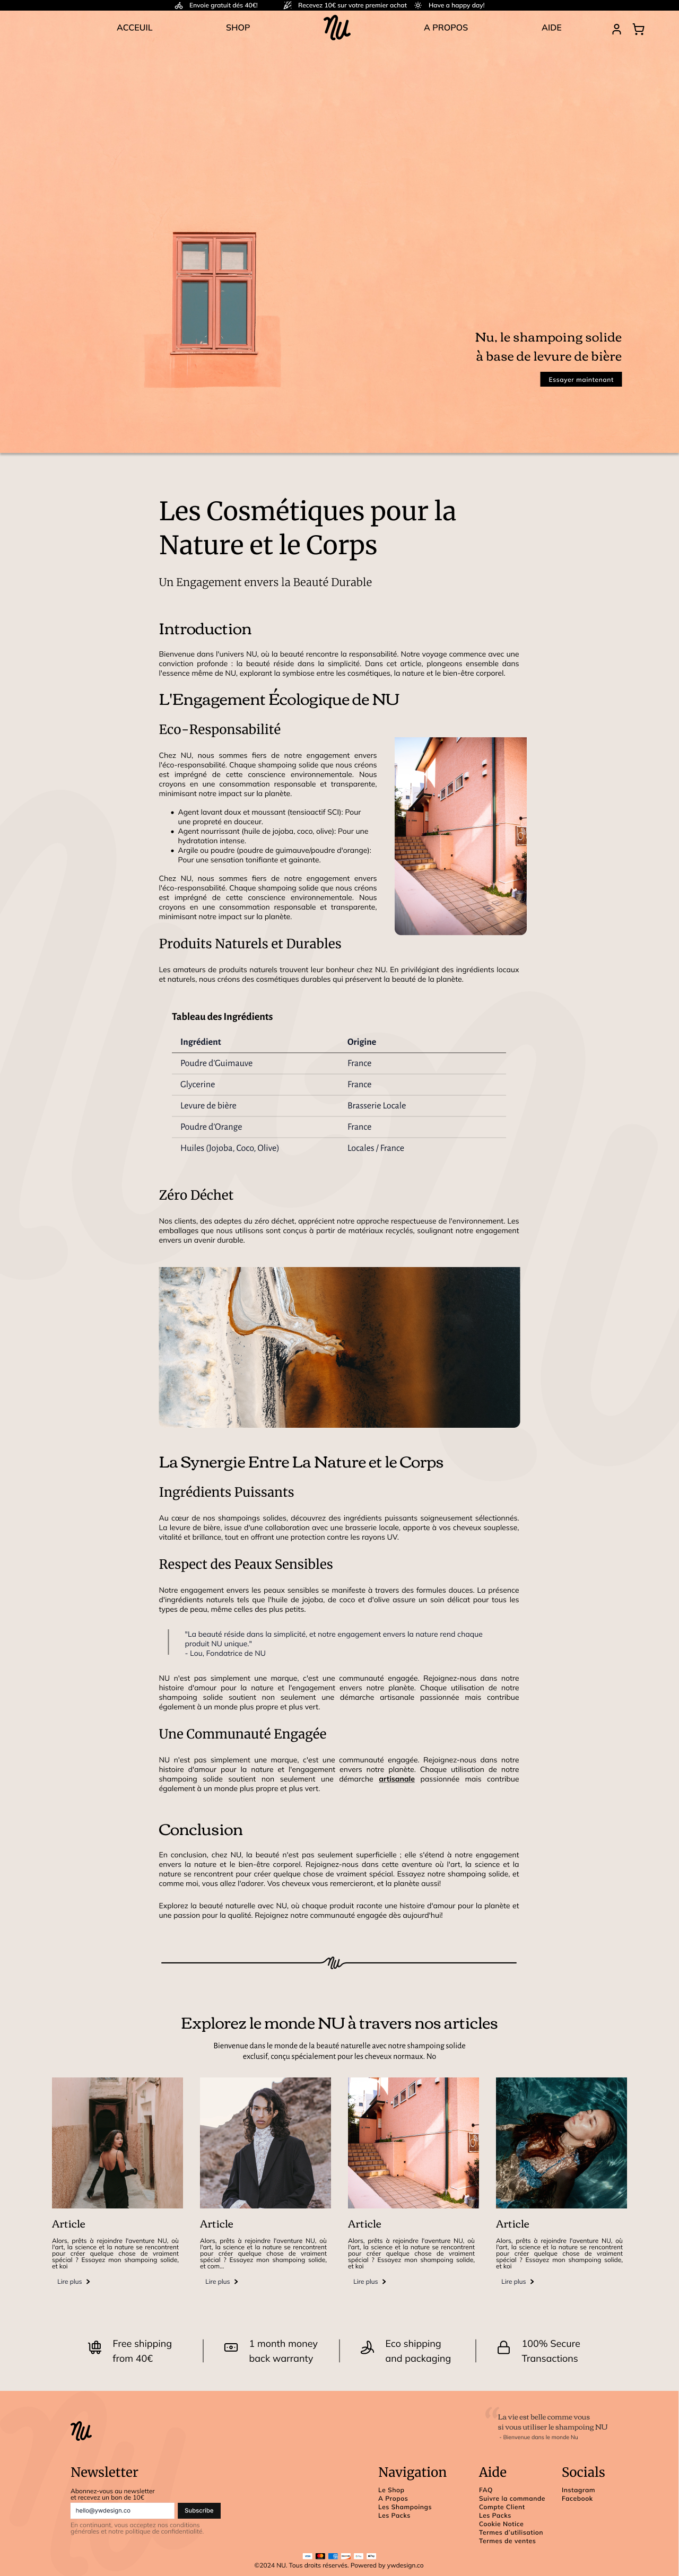 Envoie gratuit dés 40€!
Recevez 10€ sur votre premier achat
Have a happy day!
ACCEUIL
SHOP
nu
A PROPOS
AIDE
Nu, le shampoing solide
à base de levure de bière
Essayer maintenant
Les Cosmétiques pour la
Nature et le Corps
Un Engagement envers la Beauté Durable
Introduction
Bienvenue dans l'univers NU, où la beauté rencontre la responsabilité. Notre voyage commence avec une
conviction profonde : la beauté réside dans la simplicité. Dans cet article, plongeons ensemble dans
l'essence même de NU, explorant la symbiose entre les cosmétiques, la nature et le bien-être corporel.
L'Engagement Écologique de NU
Eco-Responsabilité
Chez NU, nous sommes fiers de notre engagement envers
l'éco-responsabilité. Chaque shampoing solide que nous créons
est imprégné de cette conscience environnementale. Nous
croyons en une consommation responsable et transparente,
minimisant notre impact sur la planète.
• Agent lavant doux et moussant (tensioactif SCI): Pour
une propreté en douceur.
• Agent nourrissant (huile de jojoba, coco, olive): Pour une
hydratation intense.
• Argile ou poudre (poudre de guimauve/poudre d'orange):
Pour une sensation tonifiante et gainante.
Chez NU, nous sommes fiers de notre engagement envers
l'éco-responsabilité. Chaque shampoing solide que nous créons
est imprégné de cette conscience environnementale. Nous
croyons en une consommation responsable et transparente,
minimisant notre impact sur la planète.
Produits Naturels et Durables
Les amateurs de produits naturels trouvent leur bonheur chez NU. En privilégiant des ingrédients locaux
et naturels, nous créons des cosmétiques durables qui préservent la beauté de la planète.
Tableau des Ingrédients
Ingrédient Origine
Poudre d'Guimauve France
Glycerine France
Levure de bière Brasserie Locale
Poudre d'Orange France
Huiles (Jojoba, Coco, Olive) Locales / France
Zéro Déchet
Nos clients, des adeptes du zéro déchet, apprécient notre approche respectueuse de l'environnement. Les
emballages que nous utilisons sont conçus à partir de matériaux recyclés, soulignant notre engagement
envers un avenir durable.
La Synergie Entre La Nature et le Corps
Ingrédients Puissants
Au cœur de nos shampoings solides, découvrez des ingrédients puissants soigneusement sélectionnés.
La levure de bière, issue d'une collaboration avec une brasserie locale, apporte à vos cheveux souplesse,
vitalité et brillance, tout en offrant une protection contre les rayons UV.
Respect des Peaux Sensibles
Notre engagement envers les peaux sensibles se manifeste à travers des formules douces. La présence
d'ingrédients naturels tels que l'huile de jojoba, de coco et d'olive assure un soin délicat pour tous les
types de peau, même celles des plus petits.
"La beauté réside dans la simplicité, et notre engagement envers la nature rend chaque
produit NU unique."
- Lou, Fondatrice de NU
NU n'est pas simplement une marque, c'est une communauté engagée. Rejoignez-nous dans notre
histoire d'amour pour la nature et l'engagement envers notre planète. Chaque utilisation de notre
shampoing solide soutient non seulement une démarche artisanale passionnée mais contribue
également à un monde plus propre et plus vert.
Une Communauté Engagée
NU n'est pas simplement une marque, c'est une communauté engagée. Rejoignez-nous dans notre
histoire d'amour pour la nature et l'engagement envers notre planète. Chaque utilisation de notre
shampoing solide soutient non seulement une démarche artisanale passionnée mais contribue
également à un monde plus propre et plus vert.
Conclusion
En conclusion, chez NU, la beauté n'est pas seulement superficielle ; elle s'étend à notre engagement
envers la nature et le bien-être corporel. Rejoignez-nous dans cette aventure où l'art, la science et la
nature se rencontrent pour créer quelque chose de vraiment spécial. Essayez notre shampoing solide, et
comme moi, vous allez l'adorer. Vos cheveux vous remercieront, et la planète aussi!
Explorez la beauté naturelle avec NU, où chaque produit raconte une histoire d'amour pour la planète et
une passion pour la qualité. Rejoignez notre communauté engagée dès aujourd'hui!
nu
Explorez le monde NU à travers nos articles
Bienvenue dans le monde de la beauté naturelle avec notre shampoing solide
exclusif, conçu spécialement pour les cheveux normaux. No
Article
Alors, prêts à rejoindre l'aventure NU, où
l'art, la science et la nature se rencontrent
pour créer quelque chose de vraiment
spécial ? Essayez mon shampoing solide,
et koi
Lire plus
Article
Alors, prêts à rejoindre l'aventure NU, où
l'art, la science et la nature se rencontrent
pour créer quelque chose de vraiment
spécial ? Essayez mon shampoing solide,
et com...
Lire plus
Article
Alors, prêts à rejoindre l'aventure NU, où
l'art, la science et la nature se rencontrent
pour créer quelque chose de vraiment
spécial ? Essayez mon shampoing solide,
et koi
Lire plus
Article
Alors, prêts à rejoindre l'aventure NU, où
l'art, la science et la nature se rencontrent
pour créer quelque chose de vraiment
spécial ? Essayez mon shampoing solide,
et koi
Lire plus
Free shipping
from 40€
1 month money
back warranty
Eco shipping
and packaging
100% Secure
Transactions
nu
“ La vie est belle comme vous
si vous utiliser le shampoing NU
- Bienvenue dans le monde Nu
Newsletter
Abonnez-vous au newsletter
et recevez un bon de 10€
hello@ywdesign.co
Subscribe
En continuant, vous acceptez nos conditions
générales et notre politique de confidentialité.
Navigation
Le Shop
A Propos
Les Shampoings
Les Packs
Aide
FAQ
Suivre la commande
Compte Client
Les Packs
Cookie Notice
Termes d'utilisation
Termes de ventes
Socials
Instagram
Facebook
©2024 NU. Tous droits réservés. Powered by ywdesign.co